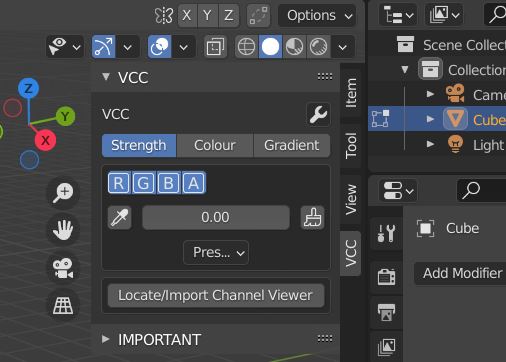 X Y Z Options
Scene Collec
VCC
Collection
Z
Y
X
VCC
Came
Cube
Light
Strength Colour Gradient
R G B A
0.00
Pres...
Locate/Import Channel Viewer
IMPORTANT
Item
Tool
View
VCC
Cube
Add Modifier